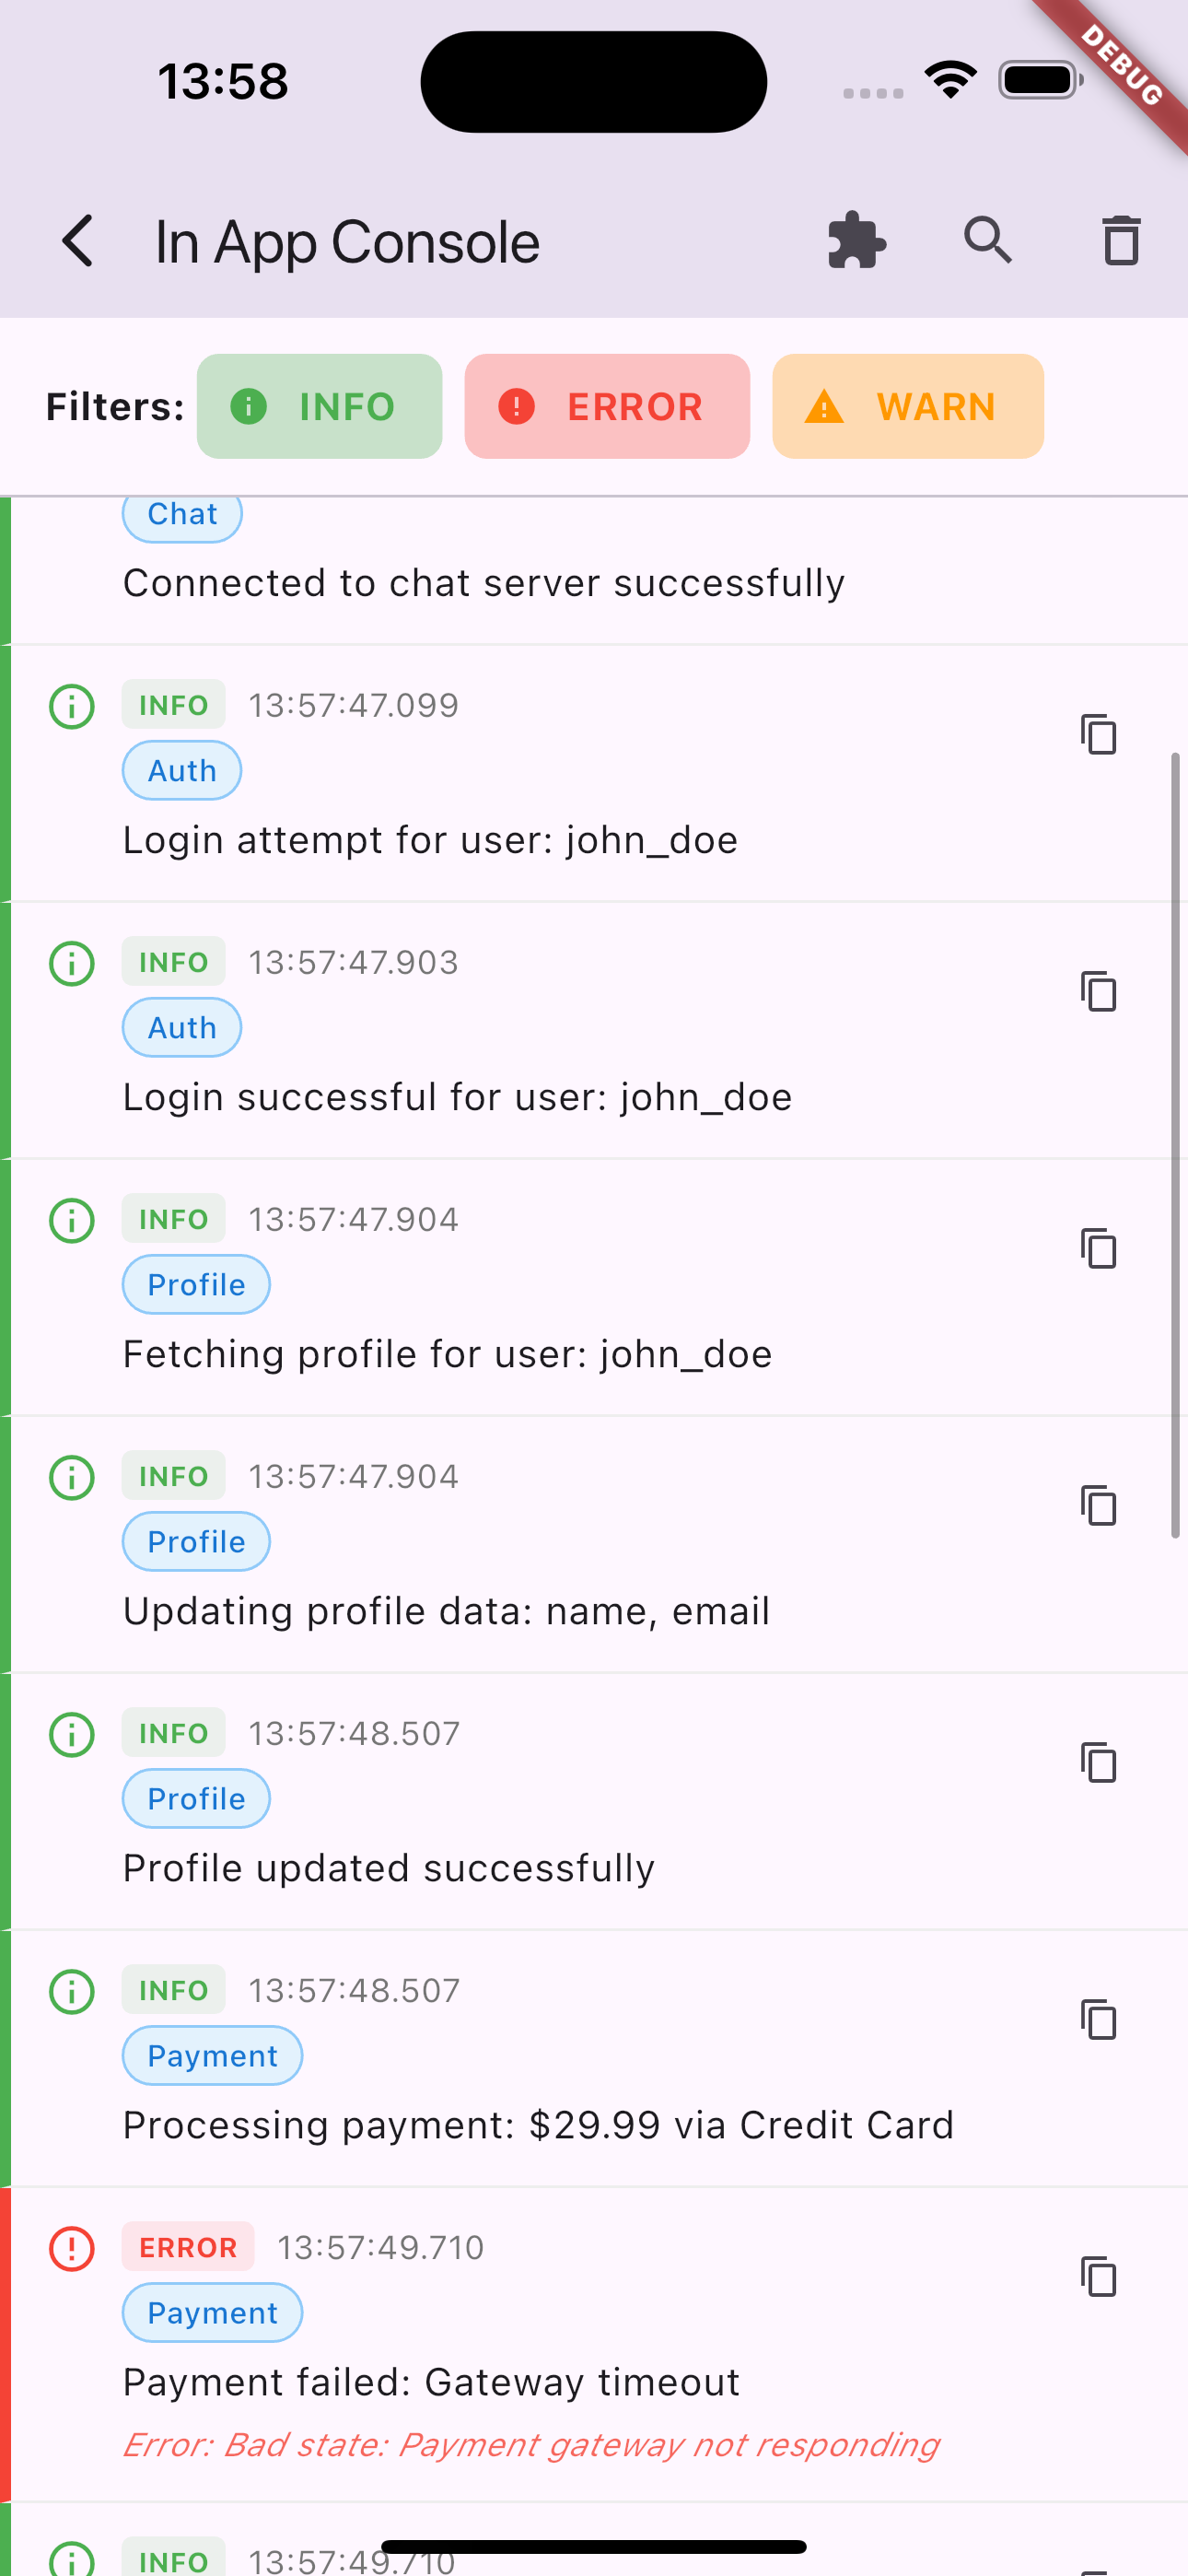 13:58
DEBUG
In App Console
Filters:
INFO
ERROR
WARN
Chat
Connected to chat server successfully
INFO 13:57:47.099
Auth
Login attempt for user: john_doe
INFO 13:57:47.903
Auth
Login successful for user: john_doe
INFO 13:57:47.904
Profile
Fetching profile for user: john_doe
INFO 13:57:47.904
Profile
Updating profile data: name, email
INFO 13:57:48.507
Profile
Profile updated successfully
INFO 13:57:48.507
Payment
Processing payment: $29.99 via Credit Card
ERROR 13:57:49.710
Payment
Payment failed: Gateway timeout
Error: Bad state: Payment gateway not responding
INFO 13:57:49.710